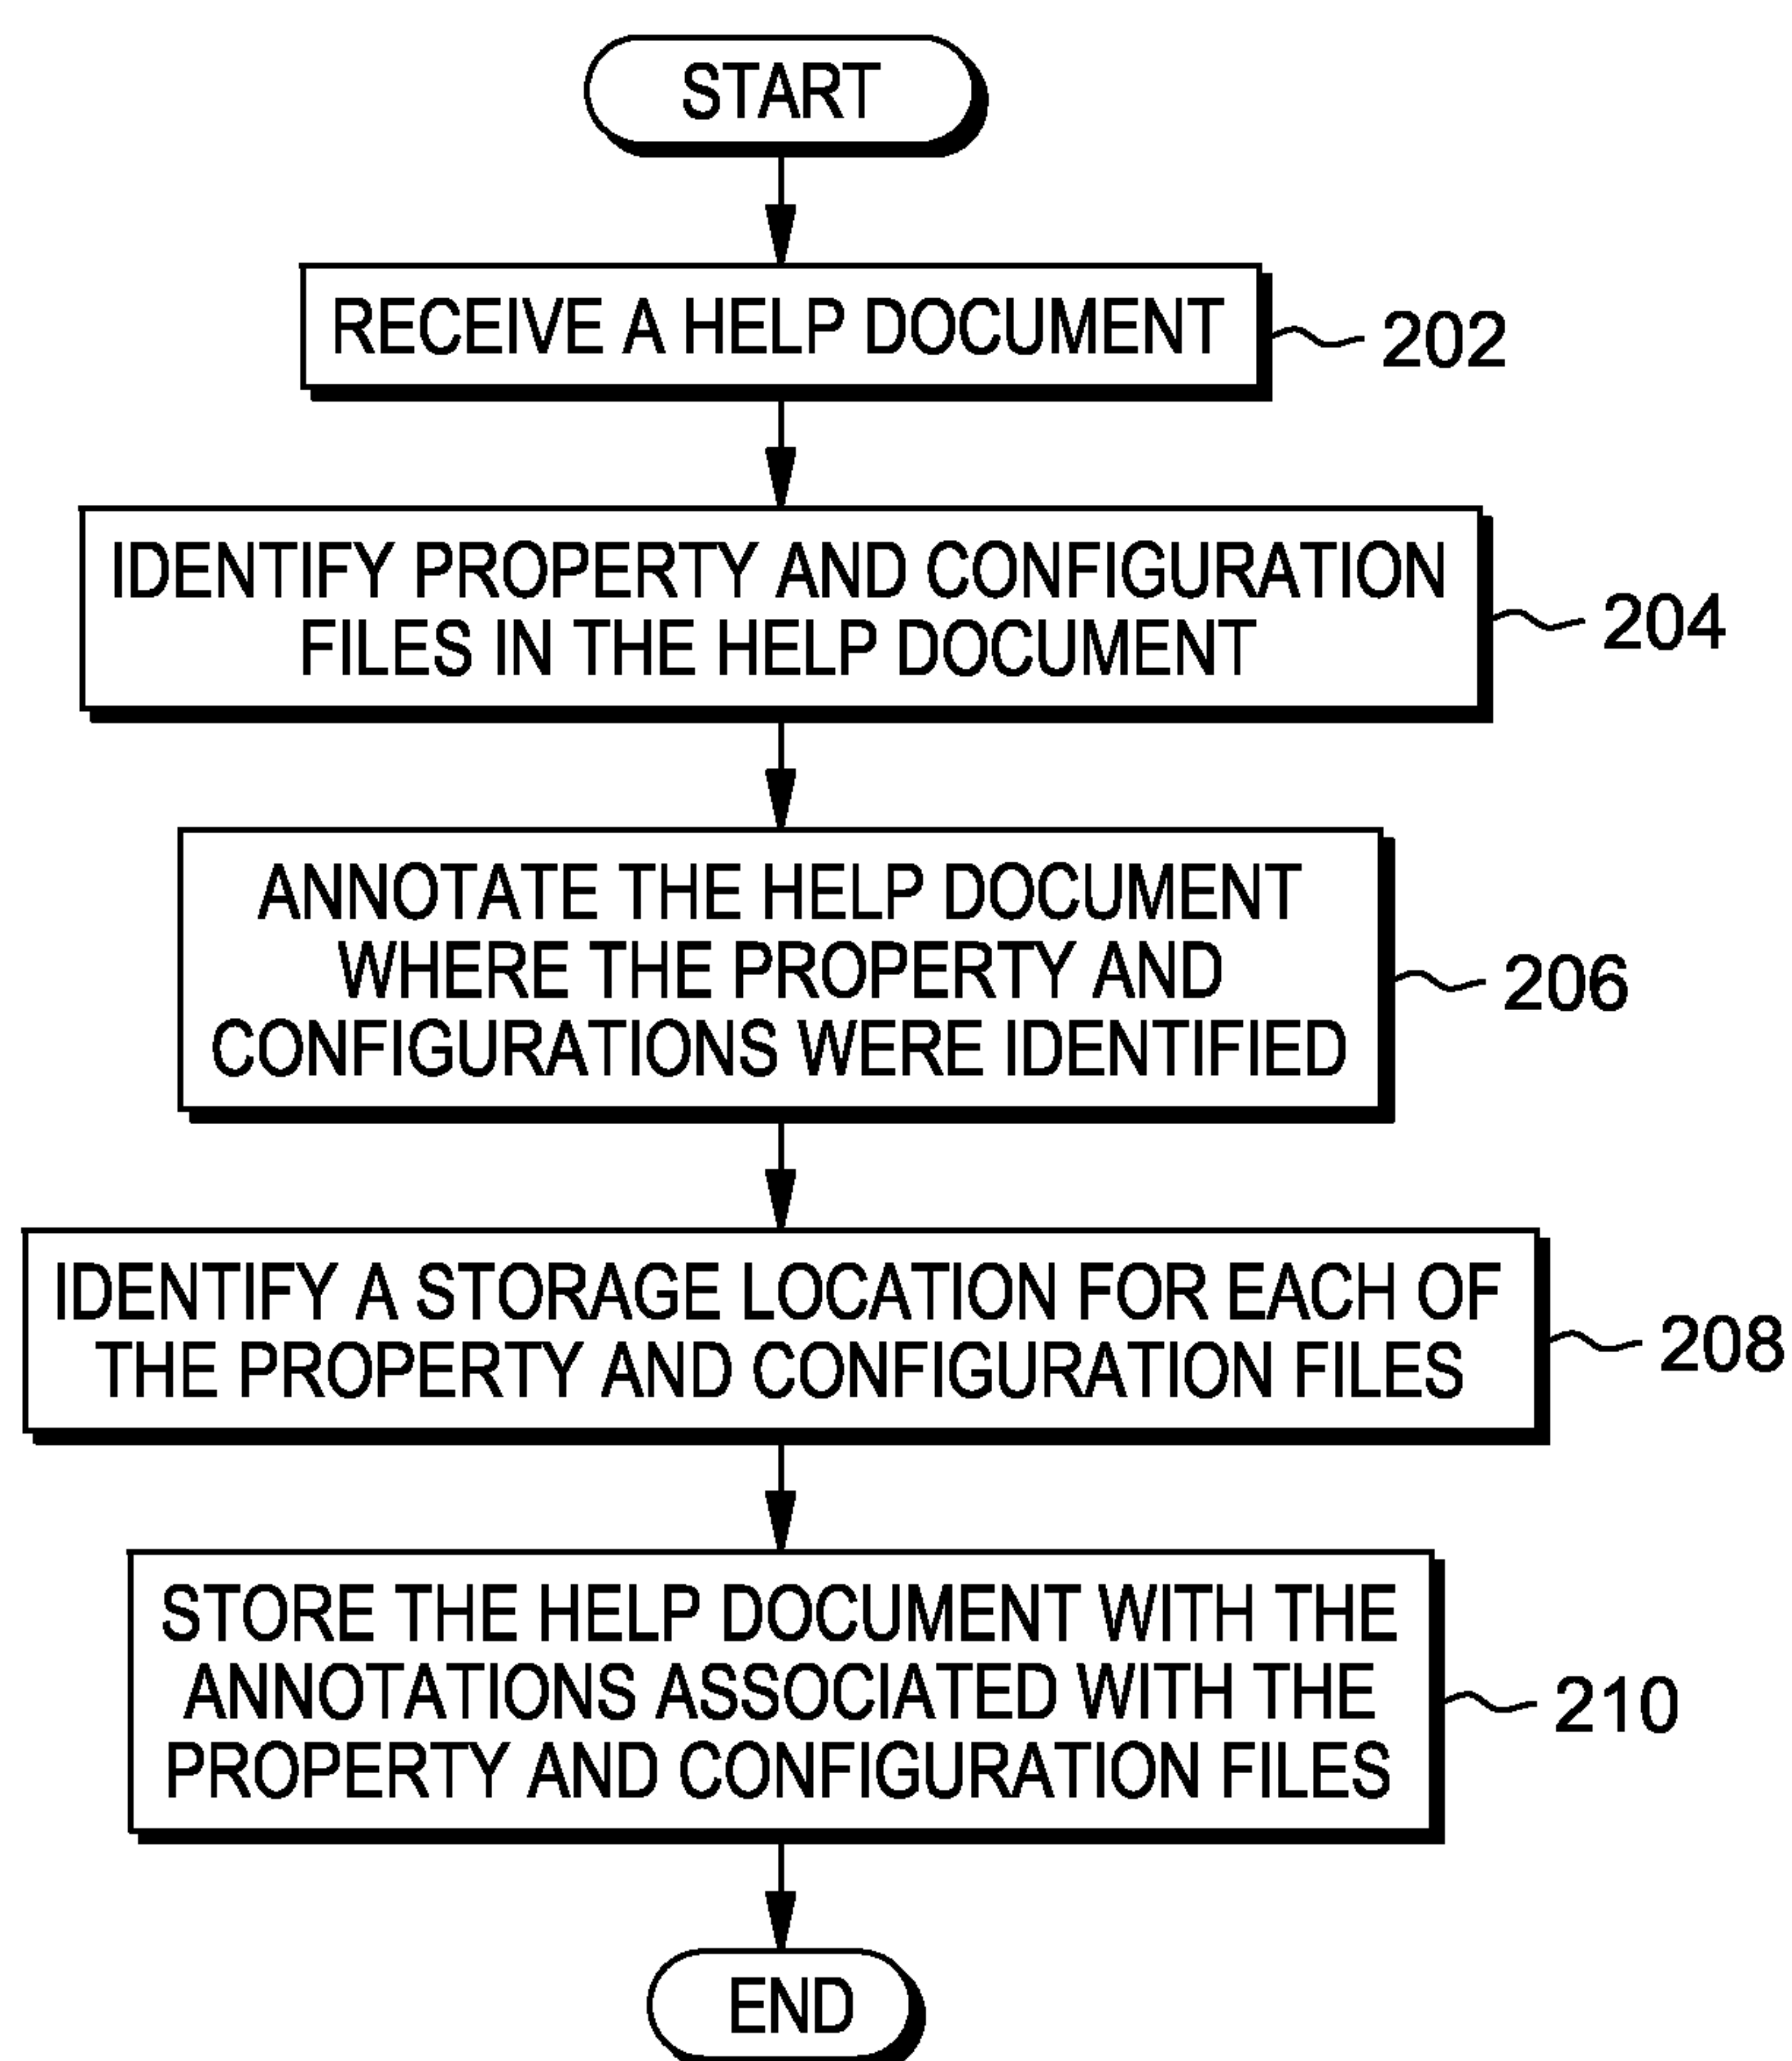 START
RECEIVE A HELP DOCUMENT
202
IDENTIFY PROPERTY AND CONFIGURATION
FILES IN THE HELP DOCUMENT
204
ANNOTATE THE HELP DOCUMENT
WHERE THE PROPERTY AND
CONFIGURATIONS WERE IDENTIFIED
206
IDENTIFY A STORAGE LOCATION FOR EACH OF
THE PROPERTY AND CONFIGURATION FILES
208
STORE THE HELP DOCUMENT WITH THE
ANNOTATIONS ASSOCIATED WITH THE
PROPERTY AND CONFIGURATION FILES
210
END